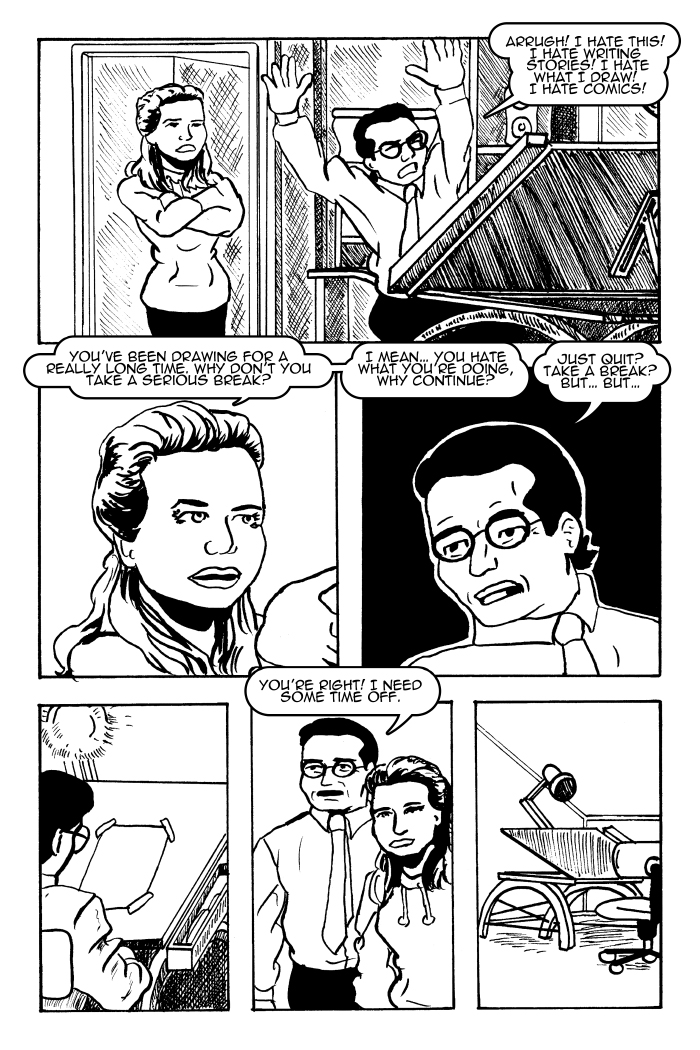 ARRUGH! I HATE THIS!
I HATE WRITING
STORIES! I HATE
WHAT I DRAW!
I HATE COMICS!
YOU'VE BEEN DRAWING FOR A
REALLY LONG TIME. WHY DON'T YOU
TAKE A SERIOUS BREAK?
I MEAN... YOU HATE
WHAT YOU'RE DOING,
WHY CONTINUE?
JUST QUIT?
TAKE A BREAK?
BUT... BUT...
YOU'RE RIGHT! I NEED
SOME TIME OFF.